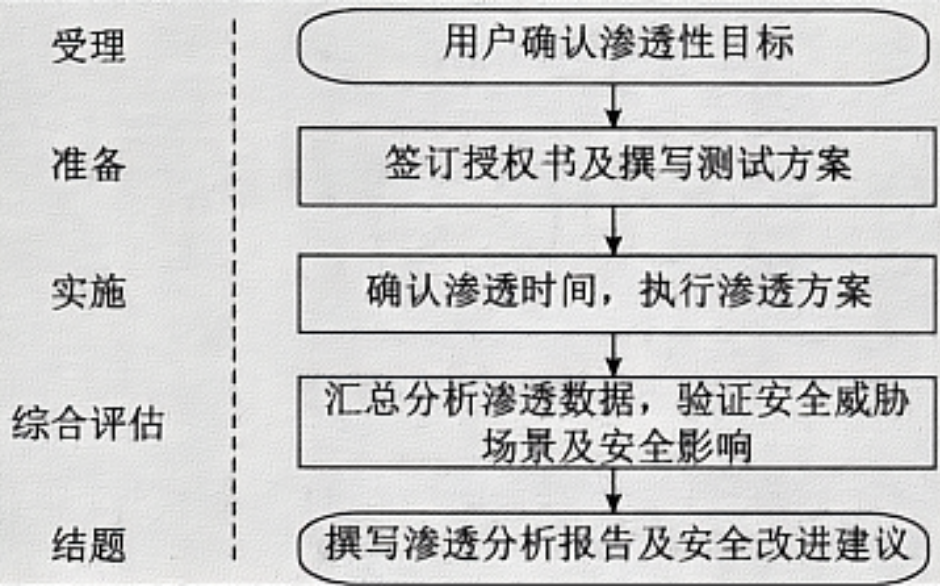 受理
用户确认渗透性目标
准备
签订授权书及撰写测试方案
实施
确认渗透时间，执行渗透方案
综合评估
汇总分析渗透数据，验证安全威胁
场景及安全影响
结题
撰写渗透分析报告及安全改进建议